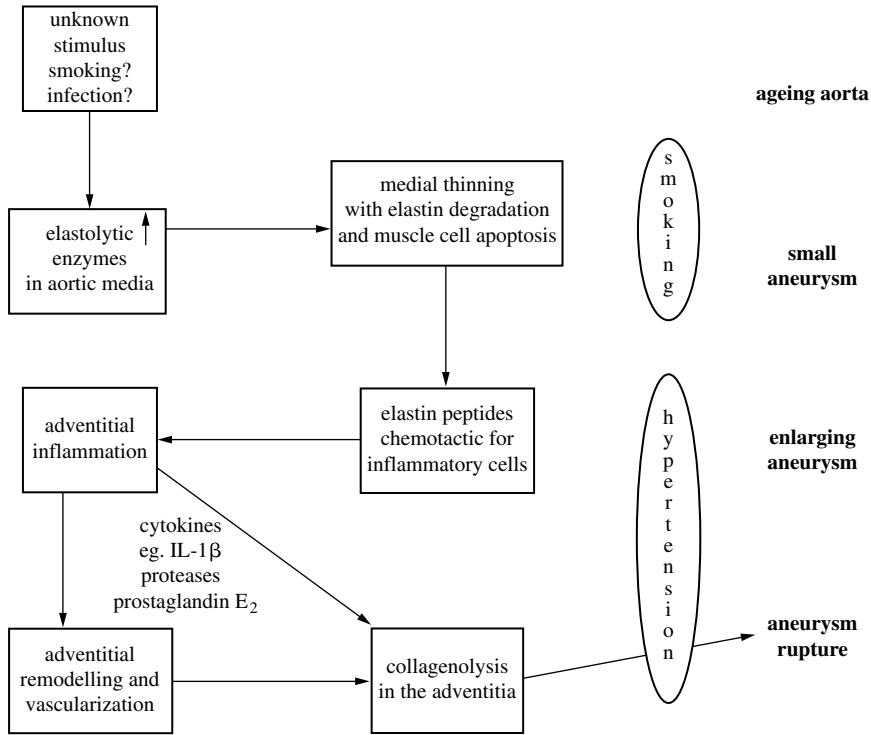 unknown
stimulus
smoking?
infection?
ageing aorta
elastolytic
enzymes
in aortic media
medial thinning
with elastin degradation
and muscle cell apoptosis
smoking
small
aneurysm
adventitial
inflammation
elastin peptides
chemotactic for
inflammatory cells
hypertension
enlarging
aneurysm
cytokines
eg. IL-1β
proteases
prostaglandin E₂
adventitial
remodelling and
vascularization
collagenolysis
in the adventitia
aneurysm
rupture